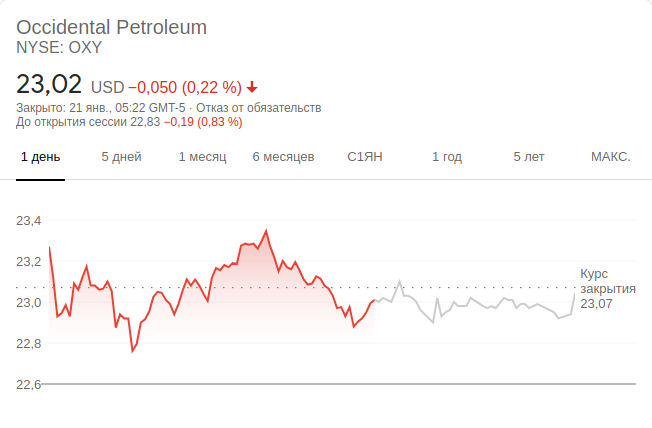 Occidental Petroleum
NYSE: OXY
23,02 USD −0,050 (0,22 %)
Закрыто: 21 янв., 05:22 GMT-5 · Отказ от обязательств
До открытия сессии 22,83 −0,19 (0,83 %)
1 день 5 дней 1 месяц 6 месяцев С1ЯН 1 год 5 лет МАКС.
23,4
23,2
23,0
22,8
22,6
Курс
закрытия
23,07